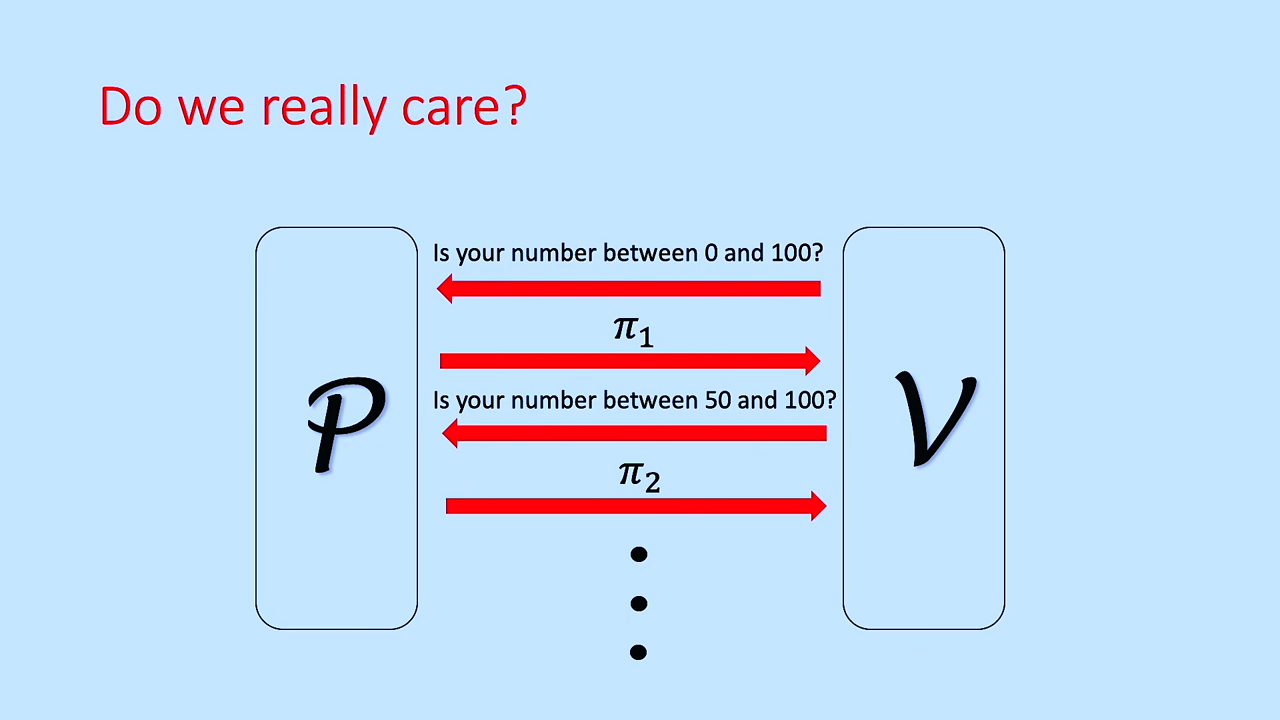 Do we really care?
Is your number between 0 and 100?
π₁
Is your number between 50 and 100?
π₂
𝒫
𝒱